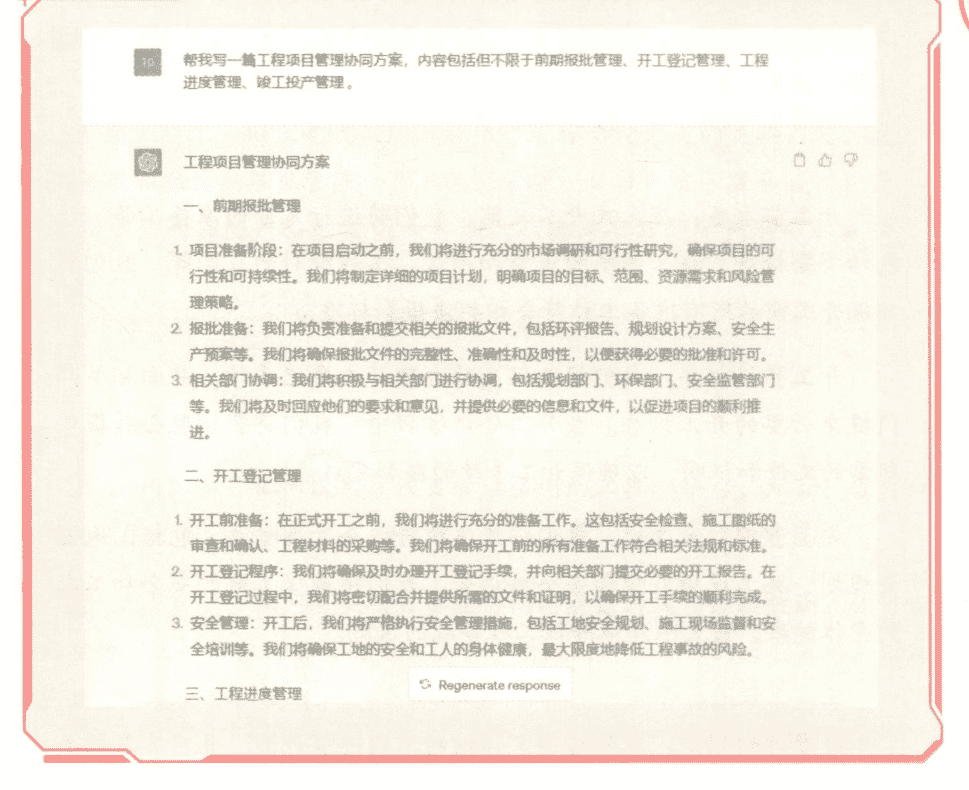 帮我写一篇工程项目管理协同方案，内容包括但不限于前期报批管理、开工登记管理、工程
进度管理、竣工投产管理。
工程项目管理协同方案
一、前期报批管理
1. 项目准备阶段：在项目启动之前，我们将进行充分的市场调研和可行性研究，确保项目的可
行性和可持续性。我们将制定详细的项目计划，明确项目的目标、范围、资源需求和风险管
理策略。
2. 报批准备：我们将负责准备和提交相关的报批文件，包括环评报告、规划设计方案、安全生
产预案等。我们将确保报批文件的完整性、准确性和及时性，以便获得必要的批准和许可。
3. 相关部门协调：我们将积极与相关部门进行协调，包括规划部门、环保部门、安全监管部门
等。我们将及时回应他们的要求和意见，并提供必要的信息和文件，以促进项目的顺利推
进。
二、开工登记管理
1. 开工前准备：在正式开工之前，我们将进行充分的准备工作。这包括安全检查、施工图纸的
审查和确认、工程材料的采购等。我们将确保开工前的所有准备工作符合相关法规和标准。
2. 开工登记程序：我们将确保及时办理开工登记手续，并向相关部门提交必要的开工报告。在
开工登记过程中，我们将密切配合并提供所需的文件和证明，以确保开工手续的顺利完成。
3. 安全管理：开工后，我们将严格执行安全管理措施，包括工地安全规划、施工现场监督和安
全培训等。我们将确保工地的安全和工人的身体健康，最大限度地降低工程事故的风险。
Regenerate response
三、工程进度管理